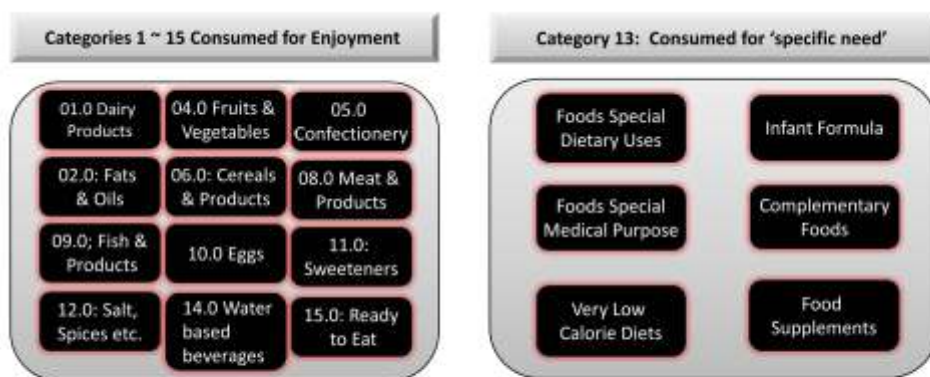 Categories 1 ~ 15 Consumed for Enjoyment
01.0 Dairy
Products
04.0 Fruits &
Vegetables
05.0
Confectionery
02.0: Fats
& Oils
06.0: Cereals
& Products
08.0 Meat &
Products
09.0; Fish &
Products
10.0 Eggs
11.0:
Sweeteners
12.0: Salt,
Spices etc.
14.0 Water
based
beverages
15.0: Ready
to Eat
Category 13: Consumed for ‘specific need’
Foods Special
Dietary Uses
Infant Formula
Foods Special
Medical Purpose
Complementary
Foods
Very Low
Calorie Diets
Food
Supplements